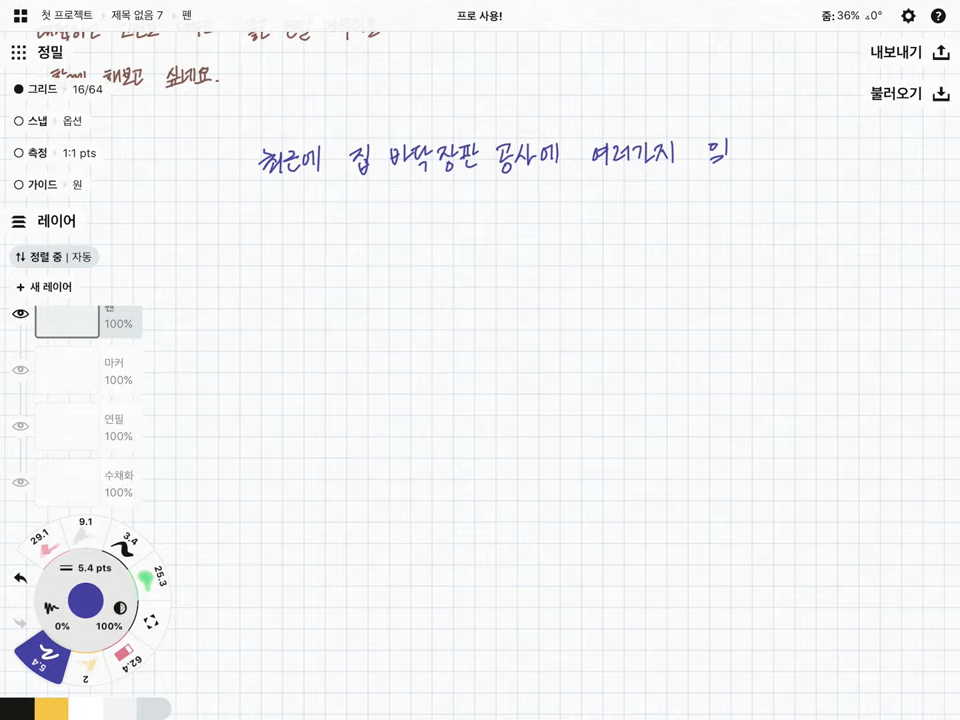 첫 프로젝트 › 제목 없음 7 › 펜
프로 사용!
줌: 36% ⊿0°
정밀
내보내기
해보고 싶네요.
그리드 › 16/64
불러오기
스냅 › 옵션
측정 › 1:1 pts
최근에 집 바닥장판 공사에 여러가지
가이드 › 원
레이어
정렬 중 | 자동
+ 새 레이어
펜
100%
마커
100%
연필
100%
수채화
100%
9.1
29.1
3.4
5.4 pts
25.3
0%
100%
5.4
62.4
2